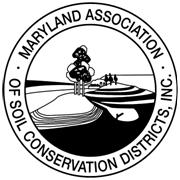 MARYLAND ASSOCIATION
OF SOIL CONSERVATION DISTRICTS, INC.